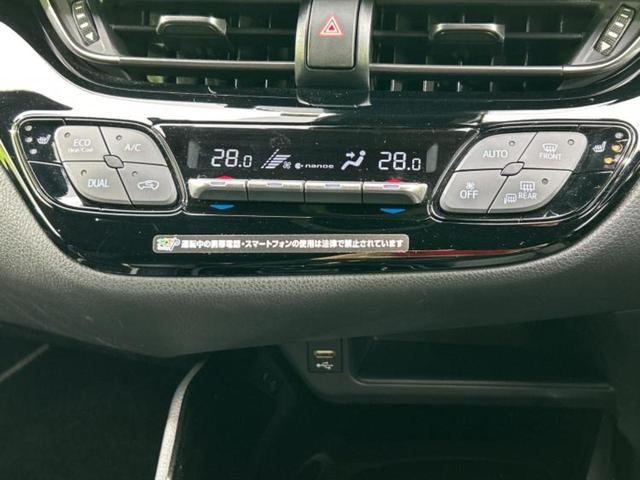 ECO
Heat/Cool
A/C
DUAL
28.0
nanoe
28.0
AUTO
FRONT
OFF
REAR
運転中の携帯電話・スマートフォンの使用は法律で禁止されています